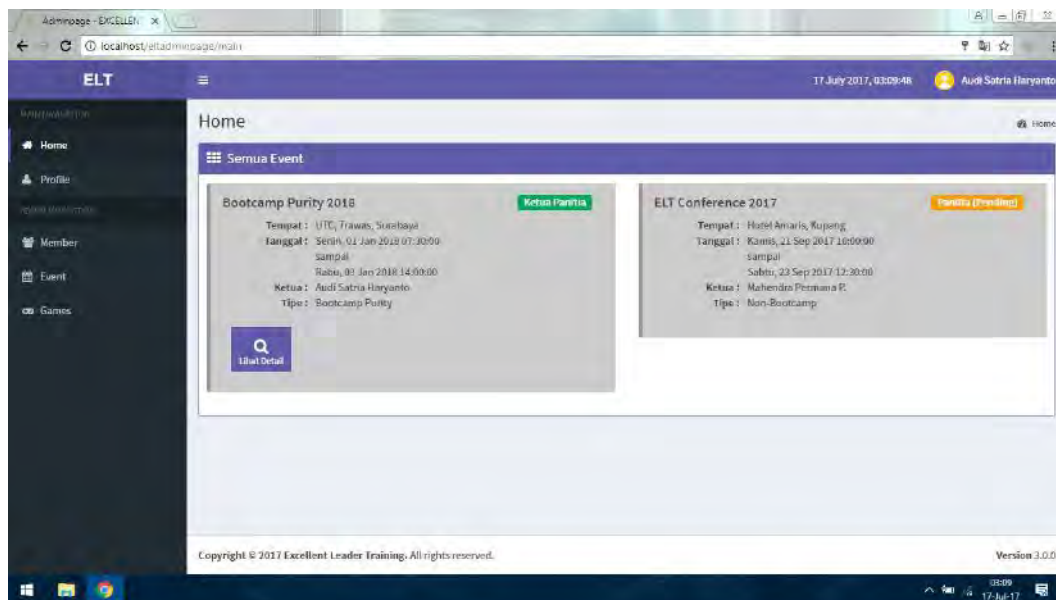 Adminpage - EXCELLEN
localhost/eltadminpage/main
ELT
17 July 2017, 03:09:48
Audi Satria Haryanto
Home
Home
Home
Profile
Member
Event
Games
Semua Event
Bootcamp Purity 2018
Ketua Panitia
Tempat : UTC, Trawas, Surabaya
Tanggal : Senin, 01 Jan 2018 07:30:00
sampai
Rabu, 03 Jan 2018 14:00:00
Ketua : Audi Satria Haryanto
Tipe : Bootcamp Purity
Lihat Detail
ELT Conference 2017
Panitia (Pending)
Tempat : Hotel Amaris, Kupang
Tanggal : Kamis, 21 Sep 2017 10:00:00
sampai
Sabtu, 23 Sep 2017 12:30:00
Ketua : Mahendra Permana P.
Tipe : Non-Bootcamp
Copyright © 2017 Excellent Leader Training. All rights reserved.
Version 3.0.0
03:09
17-Jul-17